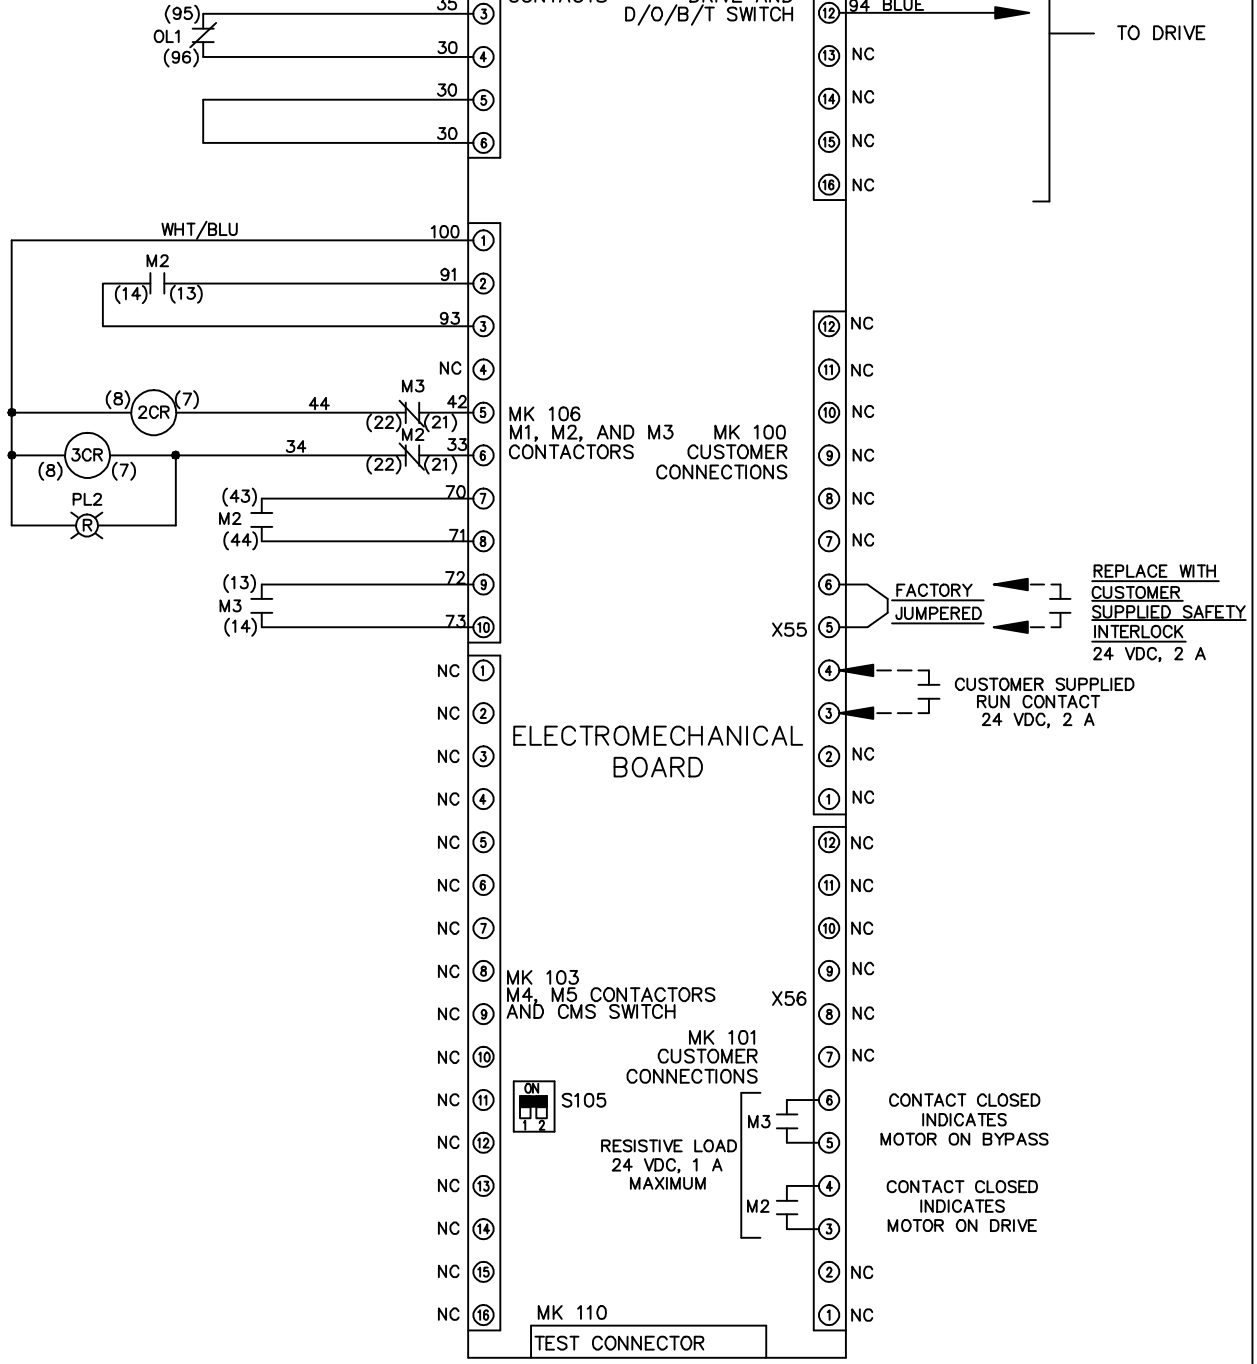 35
CONTACTS
DRIVE AND
D/O/B/T SWITCH
94 BLUE
TO DRIVE
(95)
OL1
(96)
3
30
4
30
5
30
6
12
13 NC
14 NC
15 NC
16 NC
WHT/BLU
100
1
M2
(14) (13)
91
2
93
3
NC 4
(8) 2CR (7)
44
M3
(22) (21)
42
5
(8) 3CR (7)
34
M2
(22) (21)
33
6
PL2
R
(43)
M2
(44)
70
7
71
8
(13)
M3
(14)
72
9
73
10
MK 106
M1, M2, AND M3
CONTACTORS
MK 100
CUSTOMER
CONNECTIONS
12 NC
11 NC
10 NC
9 NC
8 NC
7 NC
6
X55 5
FACTORY
JUMPERED
REPLACE WITH
CUSTOMER
SUPPLIED SAFETY
INTERLOCK
24 VDC, 2 A
4
3
CUSTOMER SUPPLIED
RUN CONTACT
24 VDC, 2 A
2 NC
1 NC
ELECTROMECHANICAL
BOARD
NC 1
NC 2
NC 3
NC 4
NC 5
NC 6
NC 7
NC 8
NC 9
NC 10
NC 11
NC 12
NC 13
NC 14
NC 15
NC 16
MK 103
M4, M5 CONTACTORS
AND CMS SWITCH
ON
1 2
S105
12 NC
11 NC
10 NC
9 NC
X56
8 NC
7 NC
MK 101
CUSTOMER
CONNECTIONS
RESISTIVE LOAD
24 VDC, 1 A
MAXIMUM
M3
6
5
CONTACT CLOSED
INDICATES
MOTOR ON BYPASS
M2
4
3
CONTACT CLOSED
INDICATES
MOTOR ON DRIVE
2 NC
1 NC
MK 110
TEST CONNECTOR